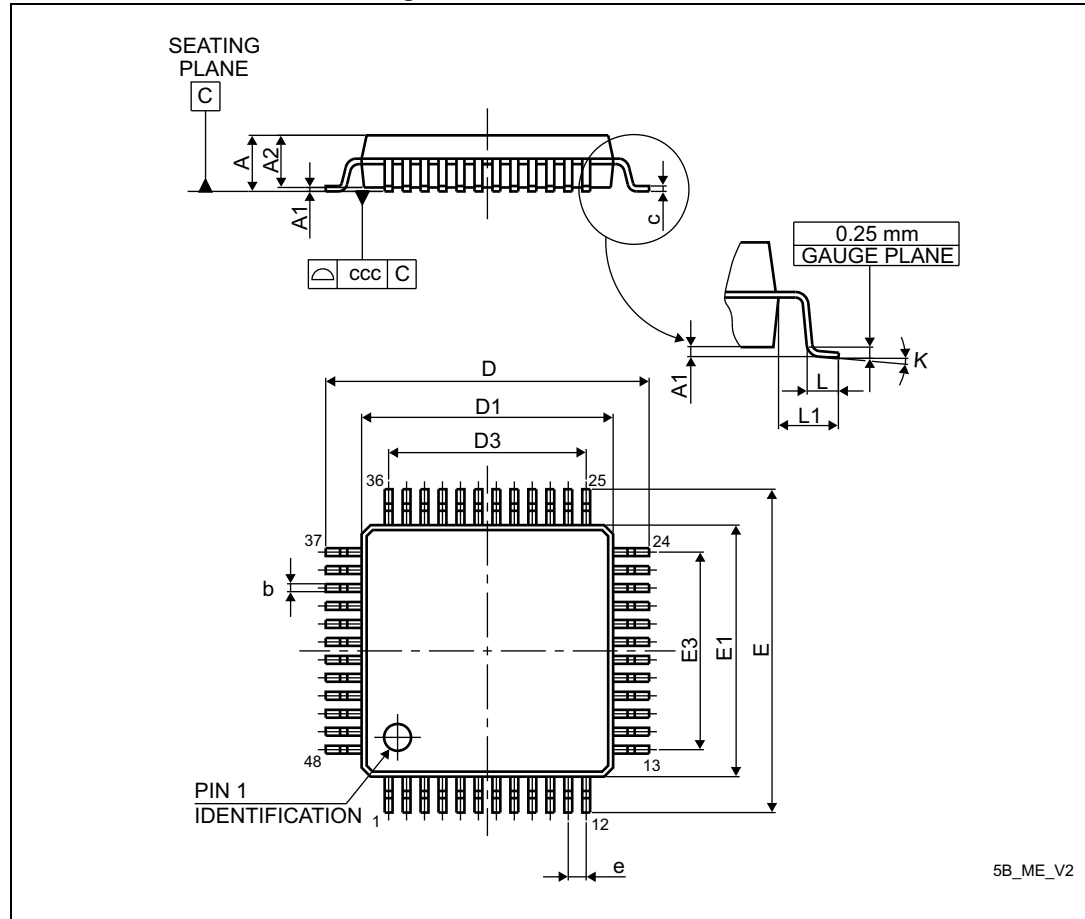 SEATING
PLANE
C
A
A2
A1
c
ccc C
0.25 mm
GAUGE PLANE
A1
K
L
L1
D
D1
D3
36
25
37
24
b
E3
E1
E
48
13
PIN 1
IDENTIFICATION
1
12
e
5B_ME_V2